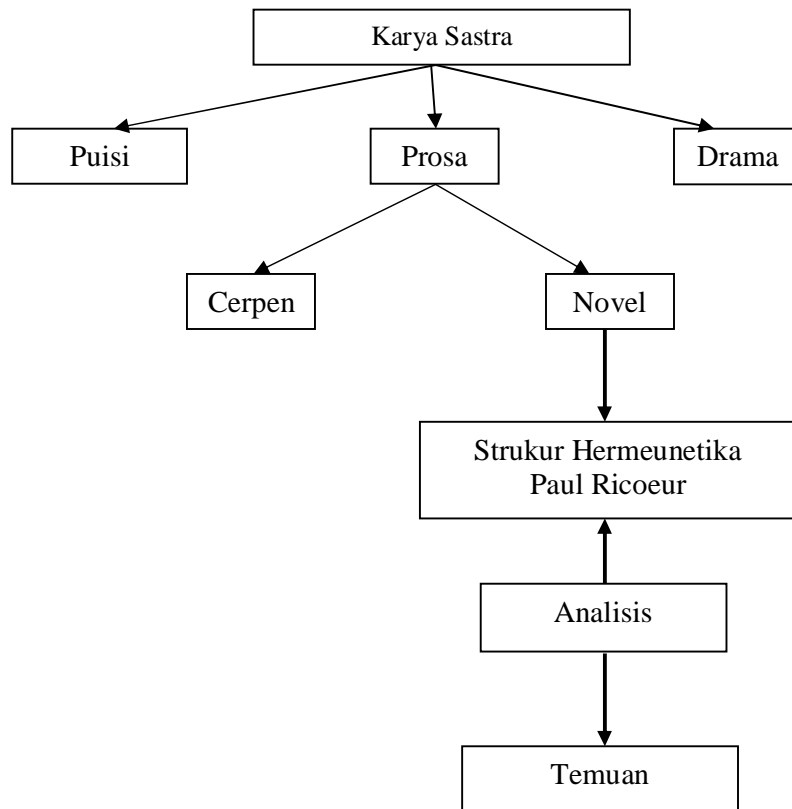 Karya Sastra
Puisi
Prosa
Drama
Cerpen
Novel
Strukur Hermeunetika
Paul Ricoeur
Analisis
Temuan